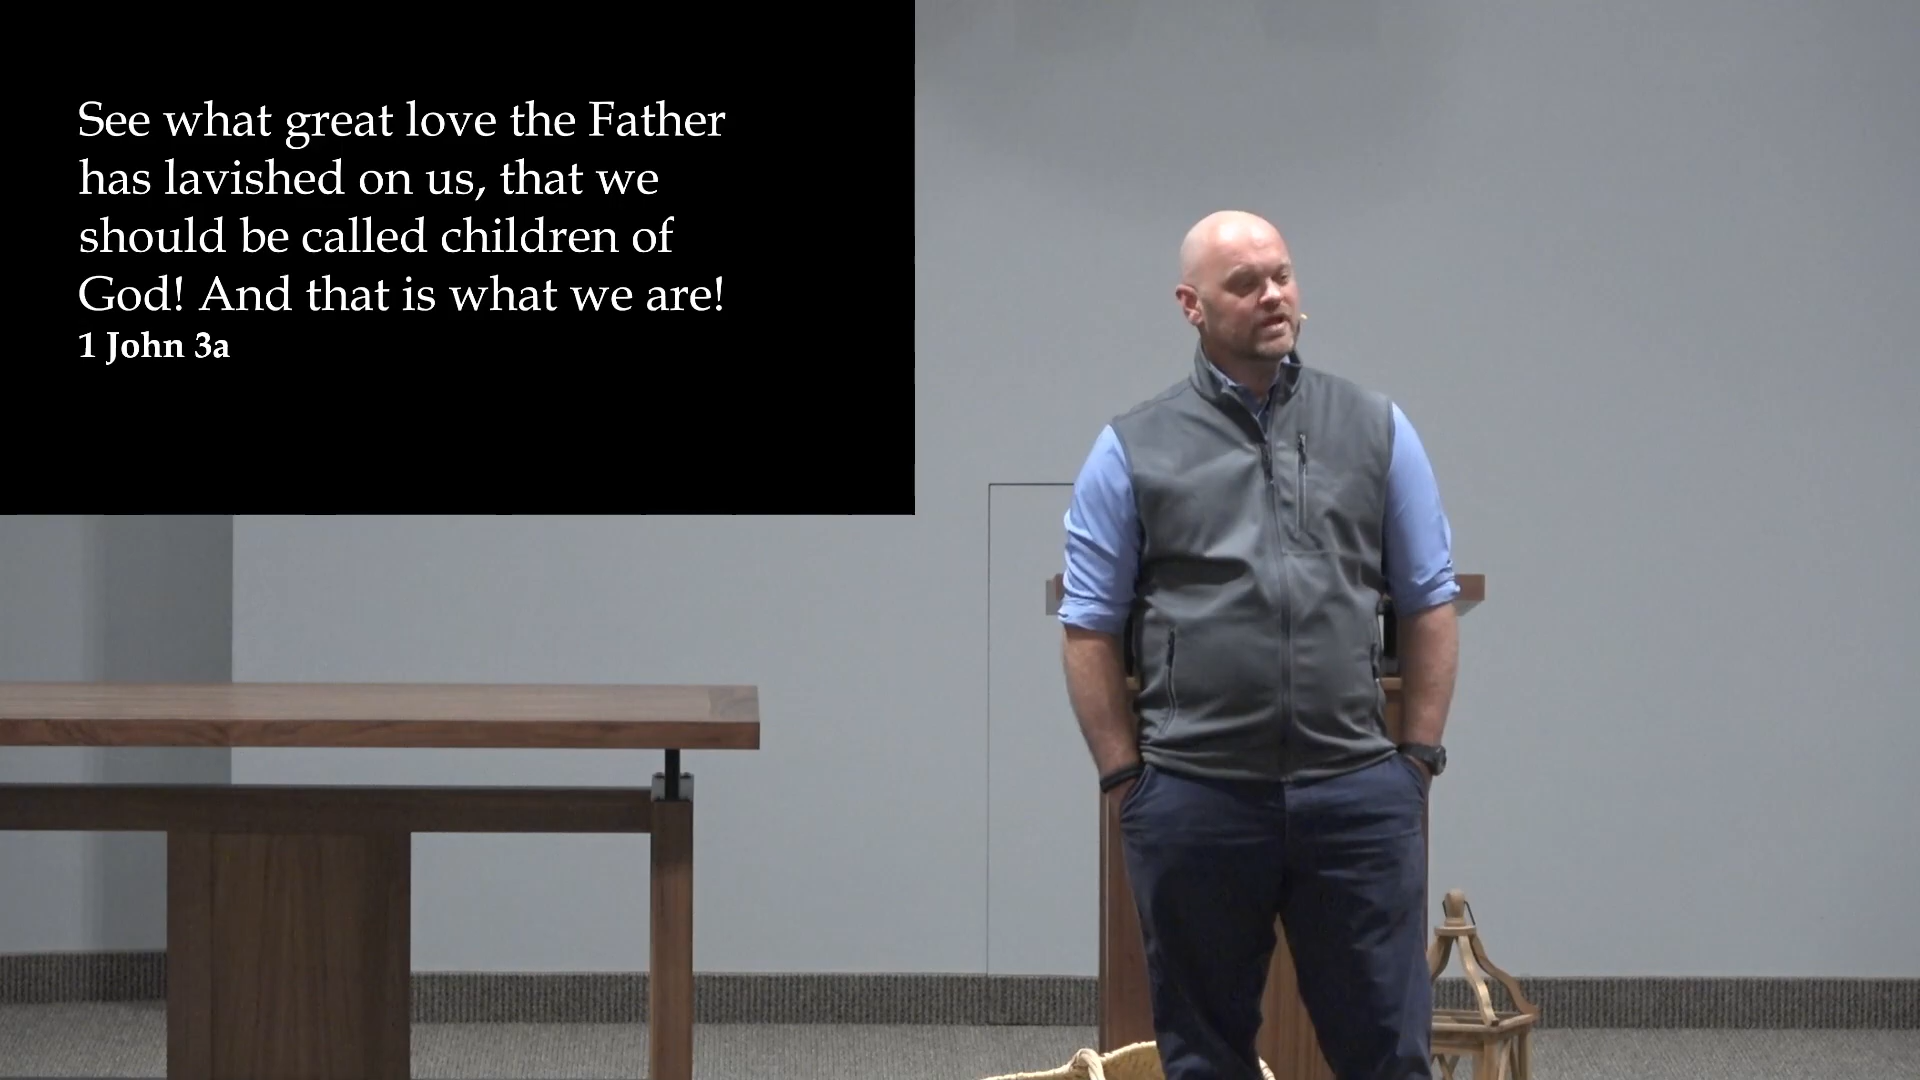 See what great love the Father
has lavished on us, that we
should be called children of
God! And that is what we are!
1 John 3a